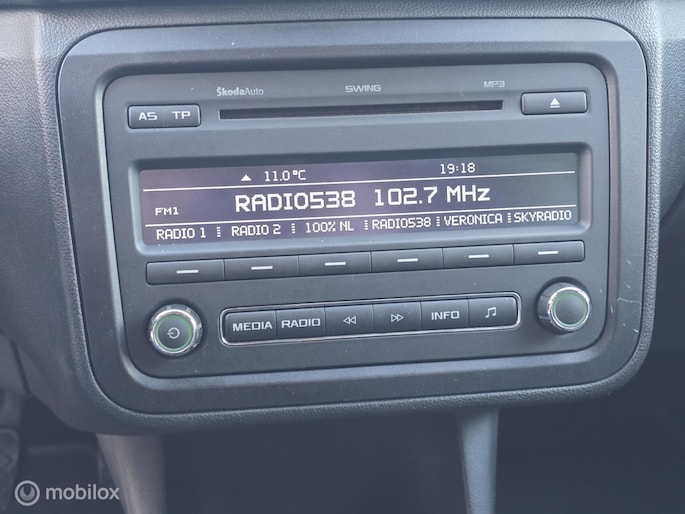 ŠkodaAuto SWING MP3
AS TP
11.0°C 19:18
FM1 RADIO538 102.7 MHz
RADIO 1 RADIO 2 100% NL RADIO538 VERONICA SKYRADIO
MEDIA RADIO INFO
mobilox